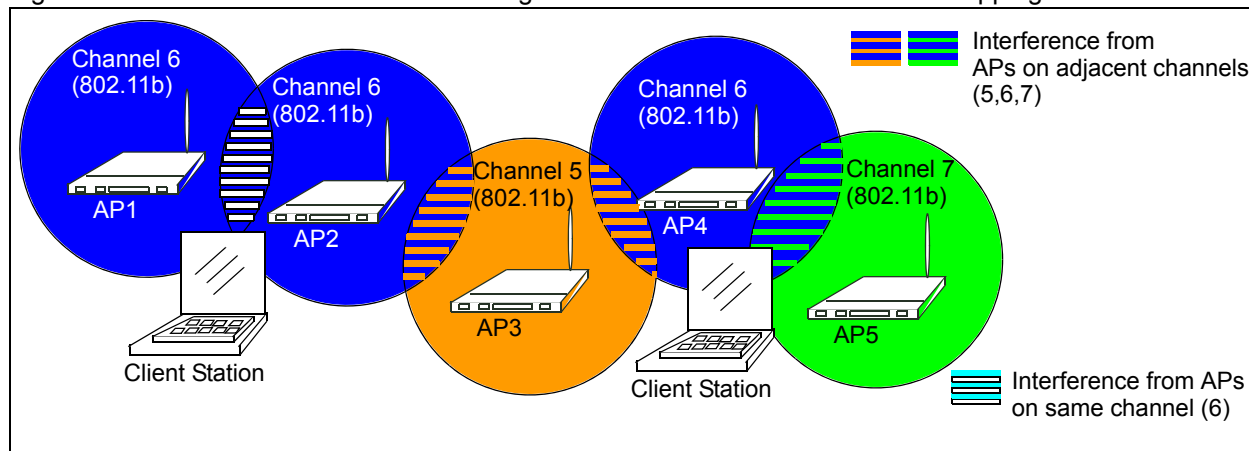 Channel 6
(802.11b)
AP1
Channel 6
(802.11b)
AP2
Client Station
Channel 5
(802.11b)
AP3
Channel 6
(802.11b)
AP4
Client Station
Channel 7
(802.11b)
AP5
Interference from
APs on adjacent channels
(5,6,7)
Interference from APs
on same channel (6)